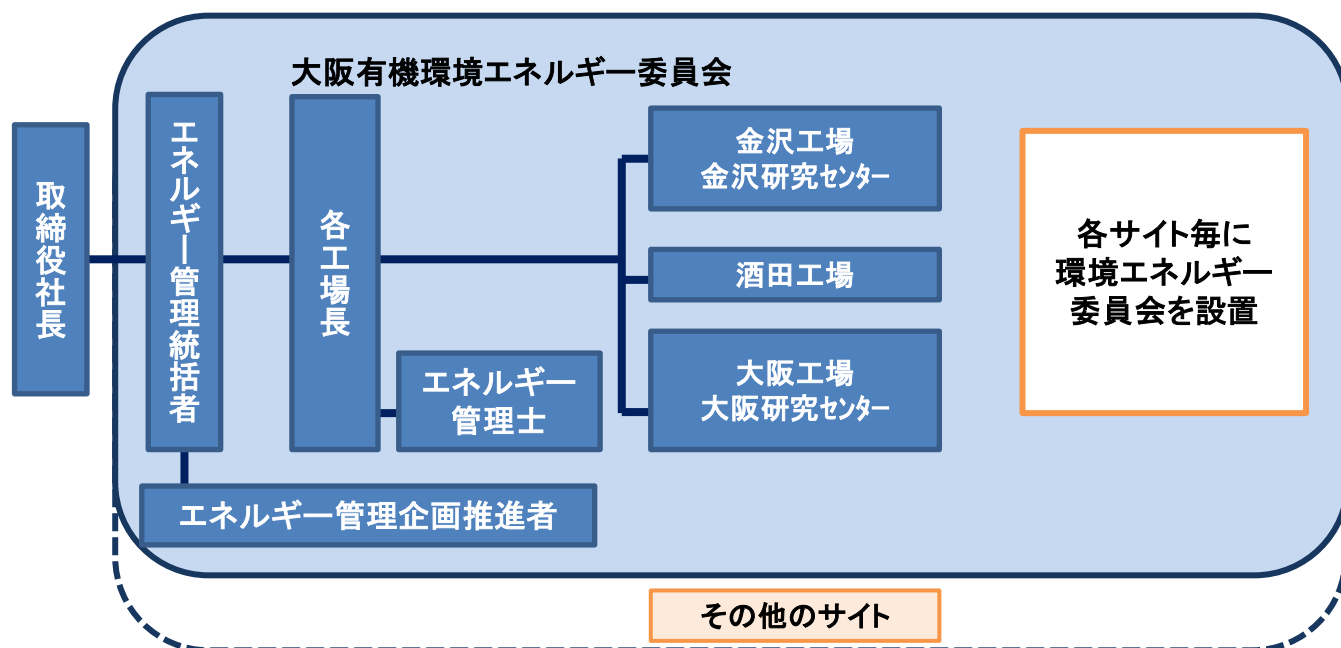 大阪有機環境エネルギー委員会
取締役社長
エネルギー管理統括者
各工場長
エネルギー
管理士
エネルギー管理企画推進者
金沢工場
金沢研究ｾﾝﾀｰ
酒田工場
大阪工場
大阪研究ｾﾝﾀｰ
各サイト毎に
環境エネルギー
委員会を設置
その他のサイト